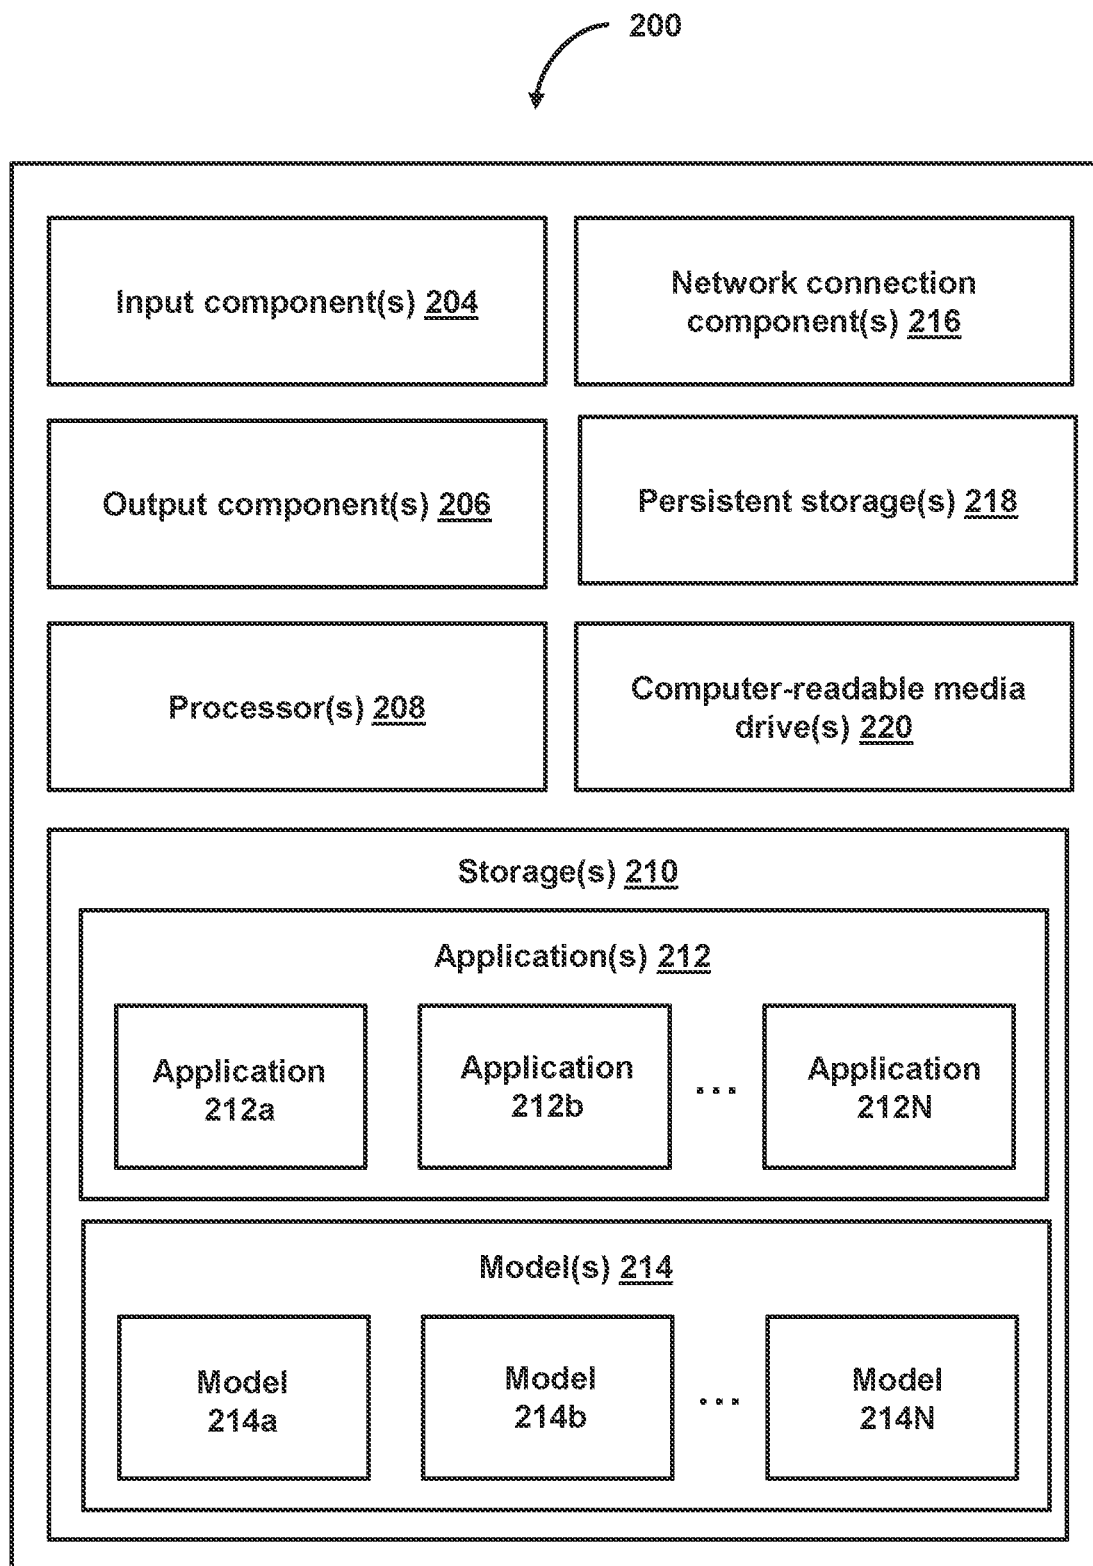 200
Input component(s) 204
Network connection
component(s) 216
Output component(s) 206
Persistent storage(s) 218
Processor(s) 208
Computer-readable media
drive(s) 220
Storage(s) 210
Application(s) 212
Application
212a
Application
212b
...
Application
212N
Model(s) 214
Model
214a
Model
214b
...
Model
214N